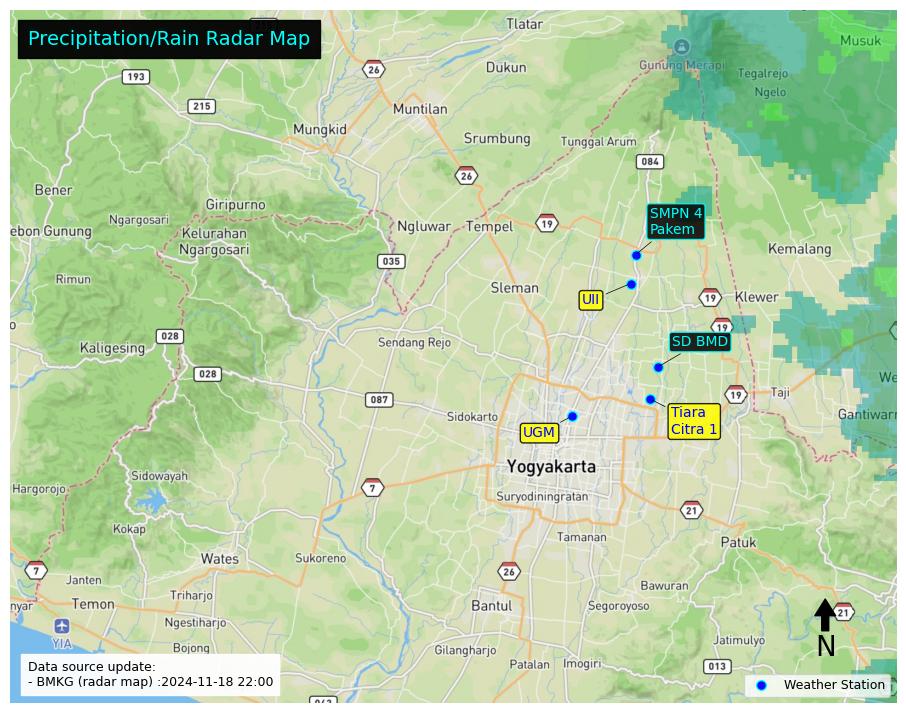 Precipitation/Rain Radar Map
Tlatar
Musuk
Gunung Merapi
26
193
Dukun
Tegalrejo
Ngelo
215
Muntilan
Mungkid
Srumbung
Tunggal Arum
084
26
Bener
Giripurno
SMPN 4
Pakem
Ngargosari
Ngluwar
Tempel
19
ebon Gunung
Kelurahan
Ngargosari
Kemalang
035
Rimun
Sleman
UII
19
Klewer
19
028
Sendang Rejo
SD BMD
Kaligesing
028
We
087
19
Taji
Sidokarto
Tiara
Citra 1
Gantiwarn
UGM
Yogyakarta
Sidowayah
Hargorojo
7
Suryodiningratan
21
Kokap
Tamanan
Patuk
Wates
Sukoreno
7
26
Janten
Bawuran
Triharjo
nyar
Temon
Bantul
Segoroyoso
21
Ngestiharjo
N
YIA
Bojong
Gilangharjo
Jatimulyo
Patalan
Imogiri
013
Data source update:
- BMKG (radar map) :2024-11-18 22:00
Weather Station